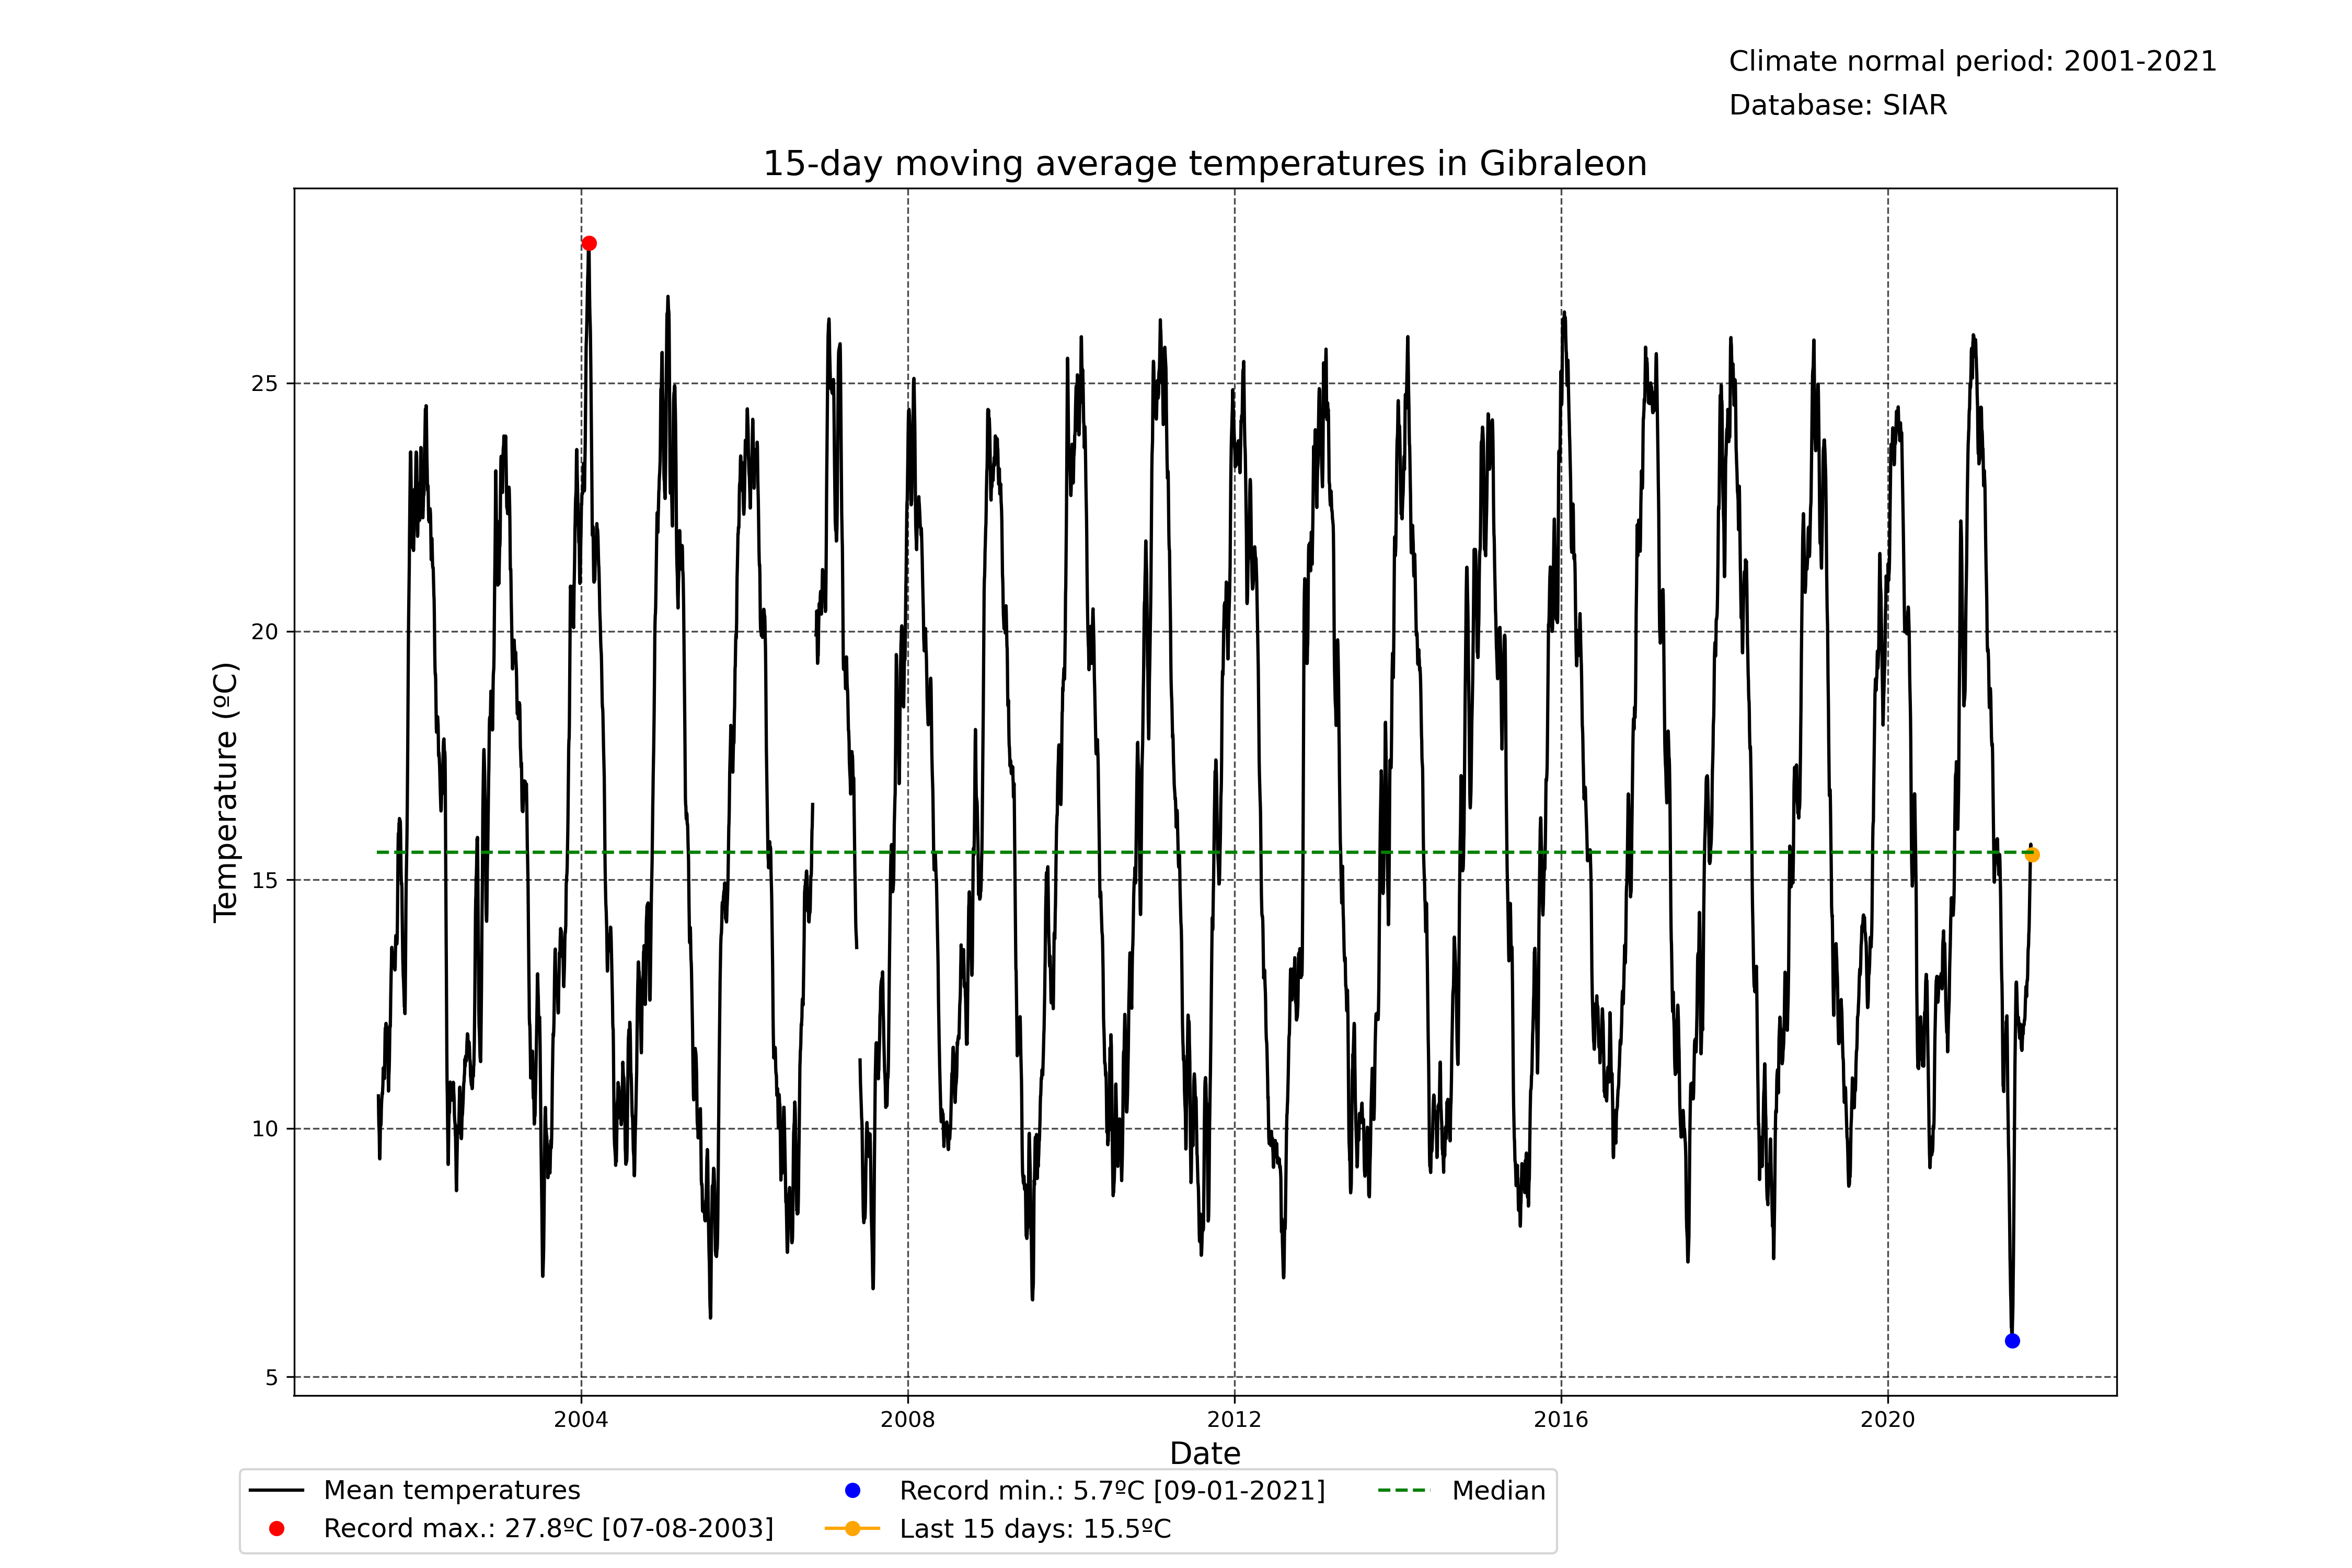 Climate normal period: 2001-2021
Database: SIAR
15-day moving average temperatures in Gibraleon
Temperature (ºC)
25
20
15
10
5
2004 2008 2012 2016 2020
Date
Mean temperatures
Record max.: 27.8ºC [07-08-2003]
Record min.: 5.7ºC [09-01-2021]
Last 15 days: 15.5ºC
Median